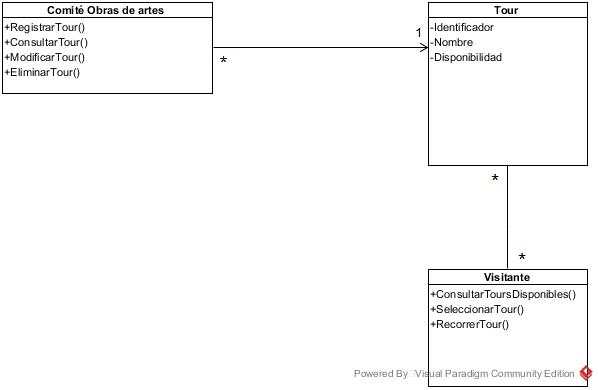 Comité Obras de artes
+RegistrarTour()
+ConsultarTour()
+ModificarTour()
+EliminarTour()
*
1
Tour
-Identificador
-Nombre
-Disponibilidad
*
*
Visitante
+ConsultarToursDisponibles()
+SeleccionarTour()
+RecorrerTour()
Powered By Visual Paradigm Community Edition